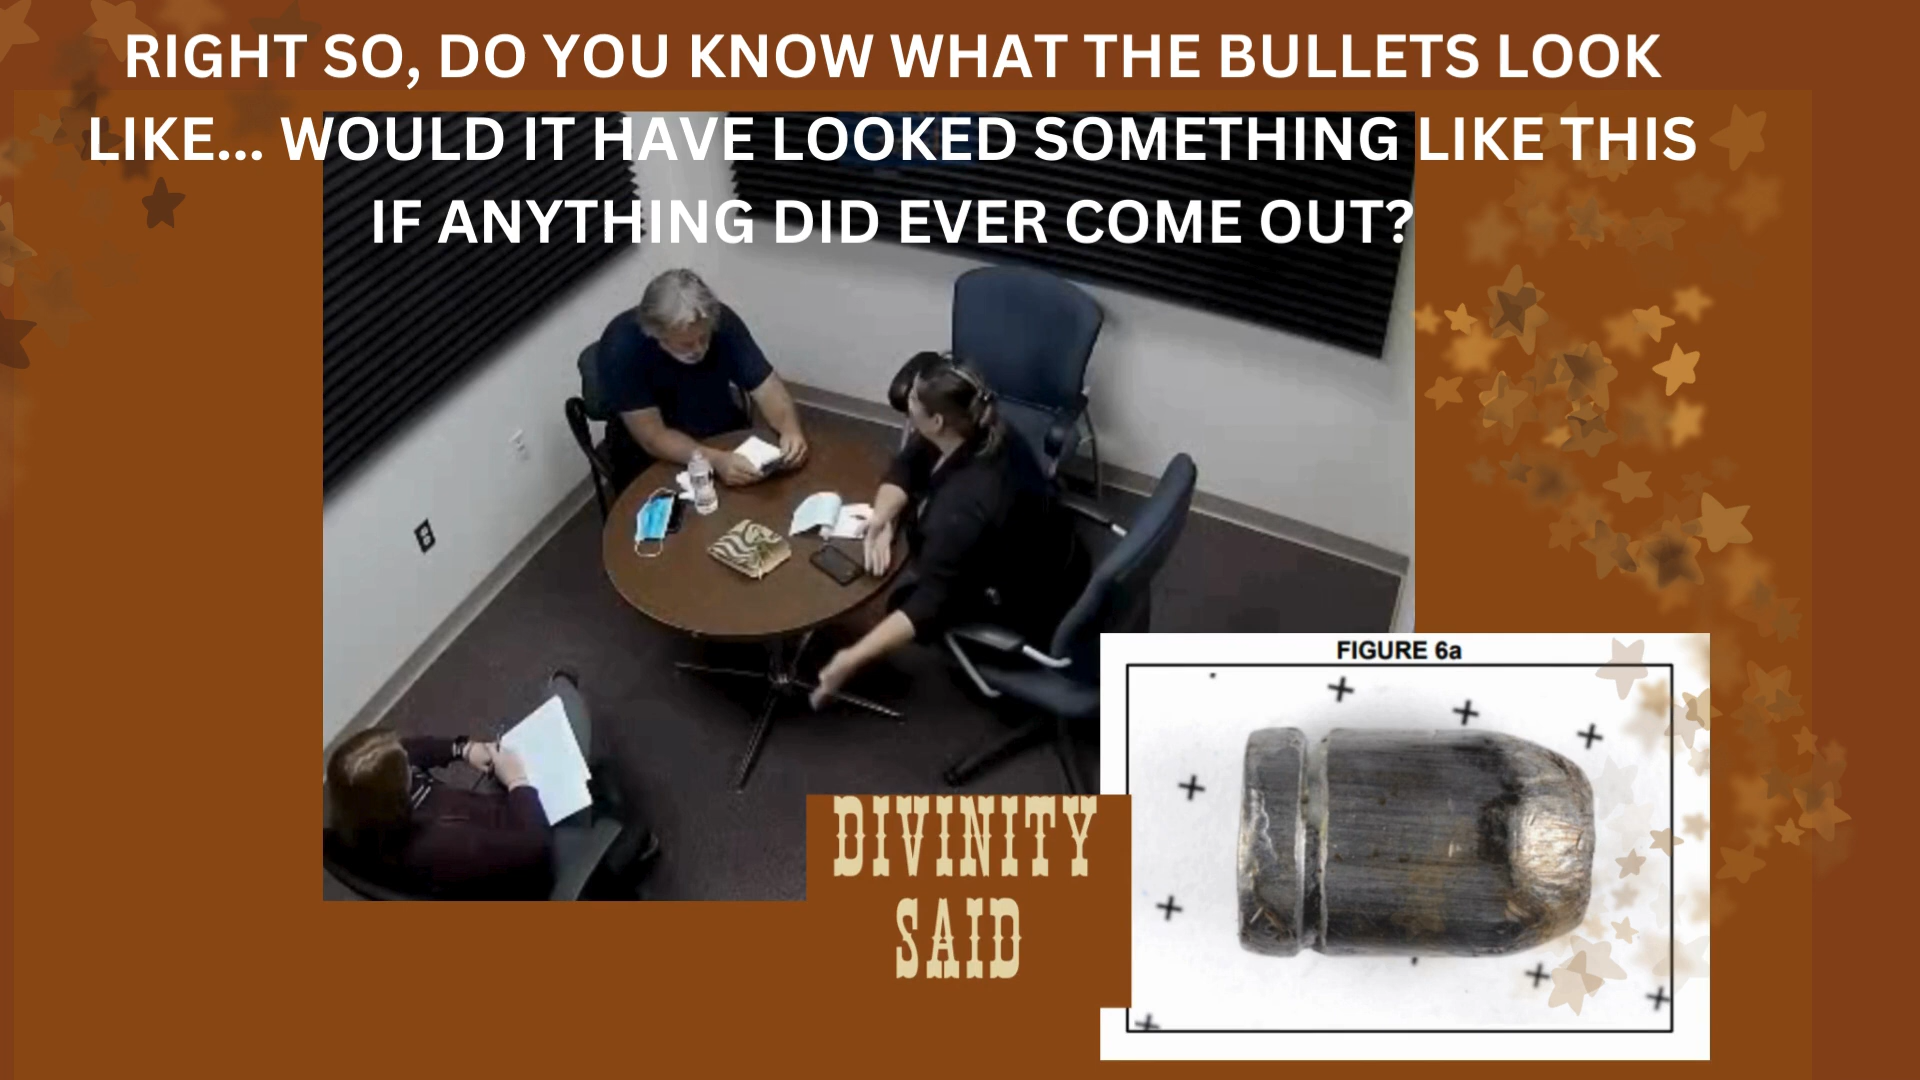 RIGHT SO, DO YOU KNOW WHAT THE BULLETS LOOK
LIKE... WOULD IT HAVE LOOKED SOMETHING LIKE THIS
IF ANYTHING DID EVER COME OUT?
FIGURE 6a
DIVINITY
SAID